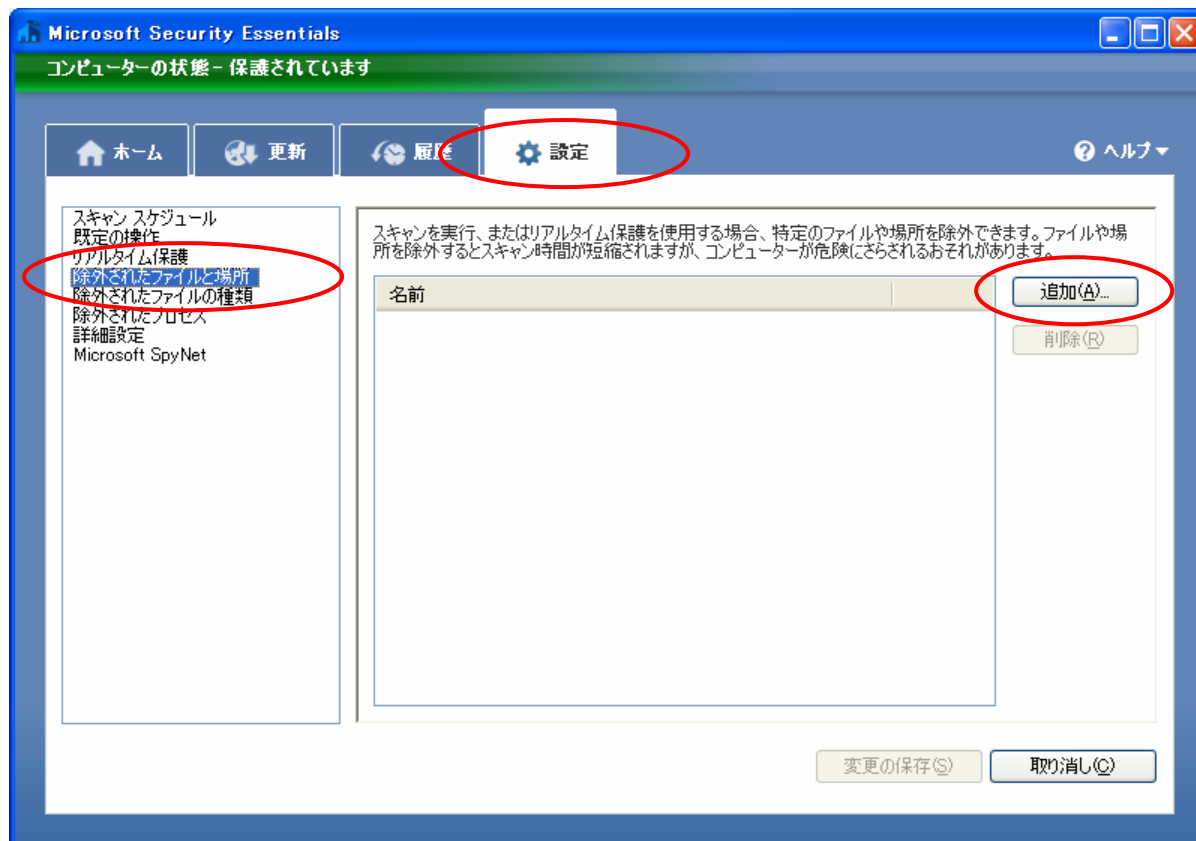 Microsoft Security Essentials
コンピューターの状態 - 保護されています
ホーム
更新
履歴
設定
ヘルプ
スキャン スケジュール
既定の操作
リアルタイム保護
除外されたファイルと場所
除外されたファイルの種類
除外されたプロセス
詳細設定
Microsoft SpyNet
スキャンを実行、またはリアルタイム保護を使用する場合、特定のファイルや場所を除外できます。ファイルや場
所を除外するとスキャン時間が短縮されますが、コンピューターが危険にさらされるおそれがあります。
名前
追加(A)...
削除(R)
変更の保存(S)
取り消し(C)